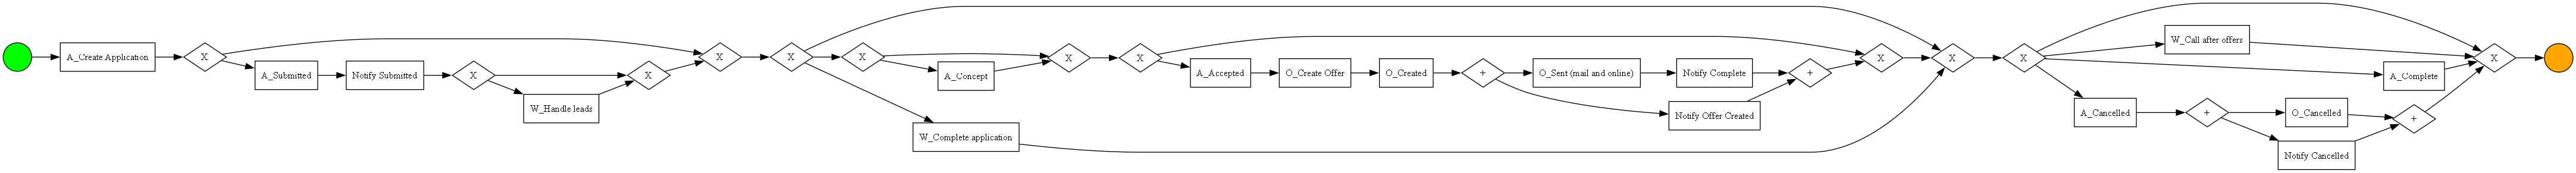 A_Create Application
X
A_Submitted
Notify Submitted
X
W_Handle leads
X
X
X
X
A_Concept
W_Complete application
X
X
A_Accepted
O_Create Offer
O_Created
+
O_Sent (mail and online)
Notify Complete
Notify Offer Created
+
X
X
X
W_Call after offers
A_Complete
A_Cancelled
+
O_Cancelled
Notify Cancelled
+
X